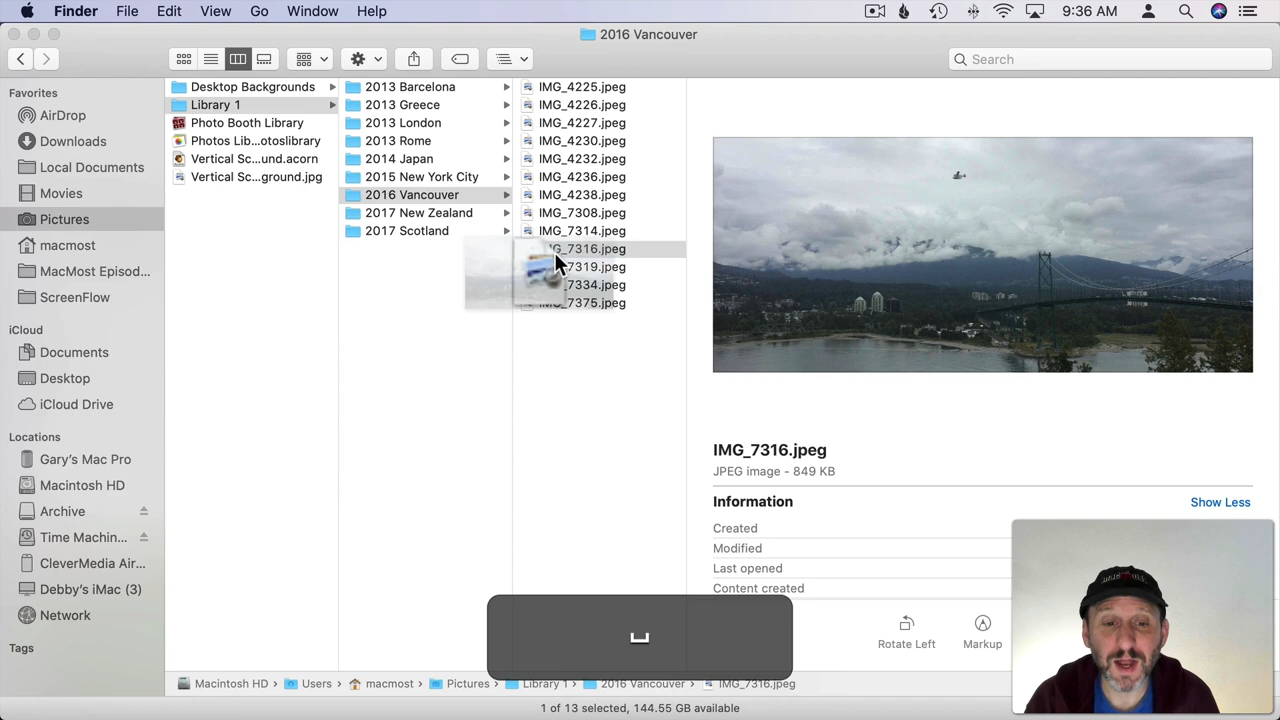 Finder File Edit View Go Window Help 9:36 AM
2016 Vancouver
Search
Favorites
AirDrop
Downloads
Local Documents
Movies
Pictures
macmost
MacMost Episod...
ScreenFlow
iCloud
Documents
Desktop
iCloud Drive
Locations
Gary's Mac Pro
Macintosh HD
Archive
Time Machin...
CleverMedia Air...
Debby's iMac (3)
Network
Tags
Desktop Backgrounds
Library 1
Photo Booth Library
Photos Lib...otoslibrary
Vertical Sc...und.acorn
Vertical Sc...ground.jpg
2013 Barcelona
2013 Greece
2013 London
2013 Rome
2014 Japan
2015 New York City
2016 Vancouver
2017 New Zealand
2017 Scotland
IMG_4225.jpeg
IMG_4226.jpeg
IMG_4227.jpeg
IMG_4230.jpeg
IMG_4232.jpeg
IMG_4236.jpeg
IMG_4238.jpeg
IMG_7308.jpeg
IMG_7314.jpeg
G_7316.jpeg
7319.jpeg
7334.jpeg
IMG_7375.jpeg
IMG_7316.jpeg
JPEG image - 849 KB
Information Show Less
Created
Modified
Last opened
Content created
Rotate Left Markup
Macintosh HD Users macmost Pictures Library 1 2016 Vancouver IMG_7316.jpeg
1 of 13 selected, 144.55 GB available